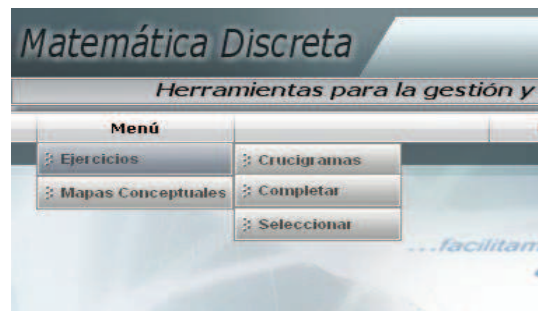 Matemática Discreta
Herramientas para la gestión y
Menú
Ejercicios
Crucigramas
Mapas Conceptuales
Completar
Seleccionar
...facilitam